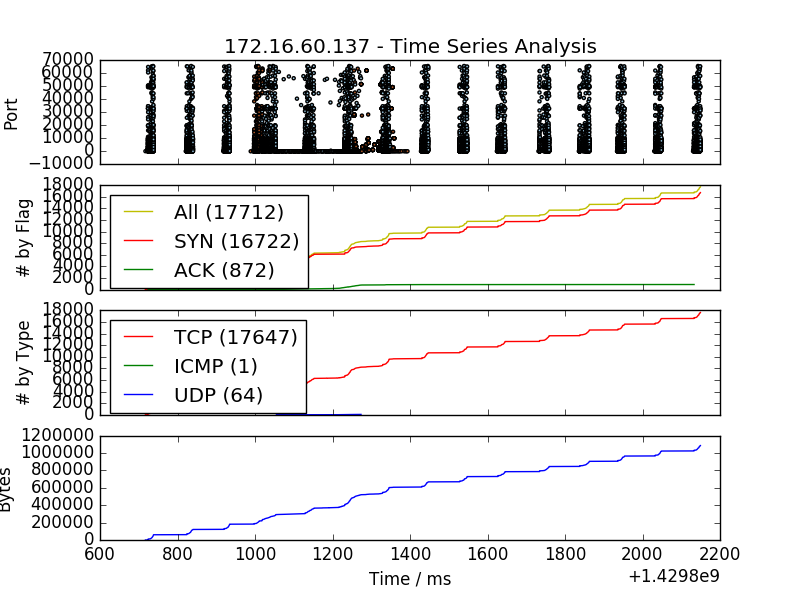 172.16.60.137 - Time Series Analysis
70000
60000
50000
40000
30000
20000
10000
0
−10000
Port
18000
16000
14000
12000
10000
8000
6000
4000
2000
0
# by Flag
All (17712)
SYN (16722)
ACK (872)
18000
16000
14000
12000
10000
8000
6000
4000
2000
0
# by Type
TCP (17647)
ICMP (1)
UDP (64)
1200000
1000000
800000
600000
400000
200000
0
Bytes
600 800 1000 1200 1400 1600 1800 2000 2200
Time / ms
+1.4298e9